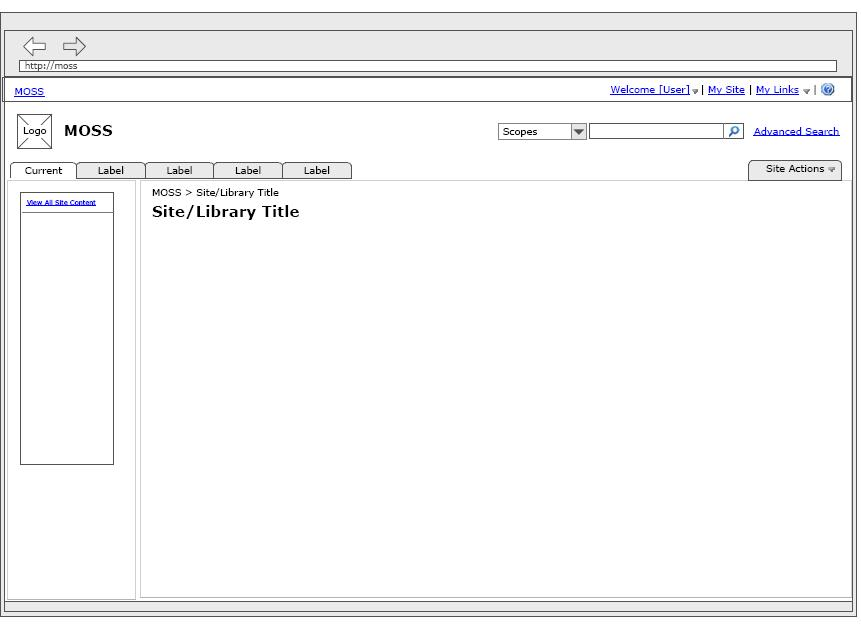 http://moss
MOSS
Welcome [User] | My Site | My Links |
Logo
MOSS
Scopes
Advanced Search
Current
Label
Label
Label
Label
Site Actions
View All Site Content
MOSS > Site/Library Title
Site/Library Title